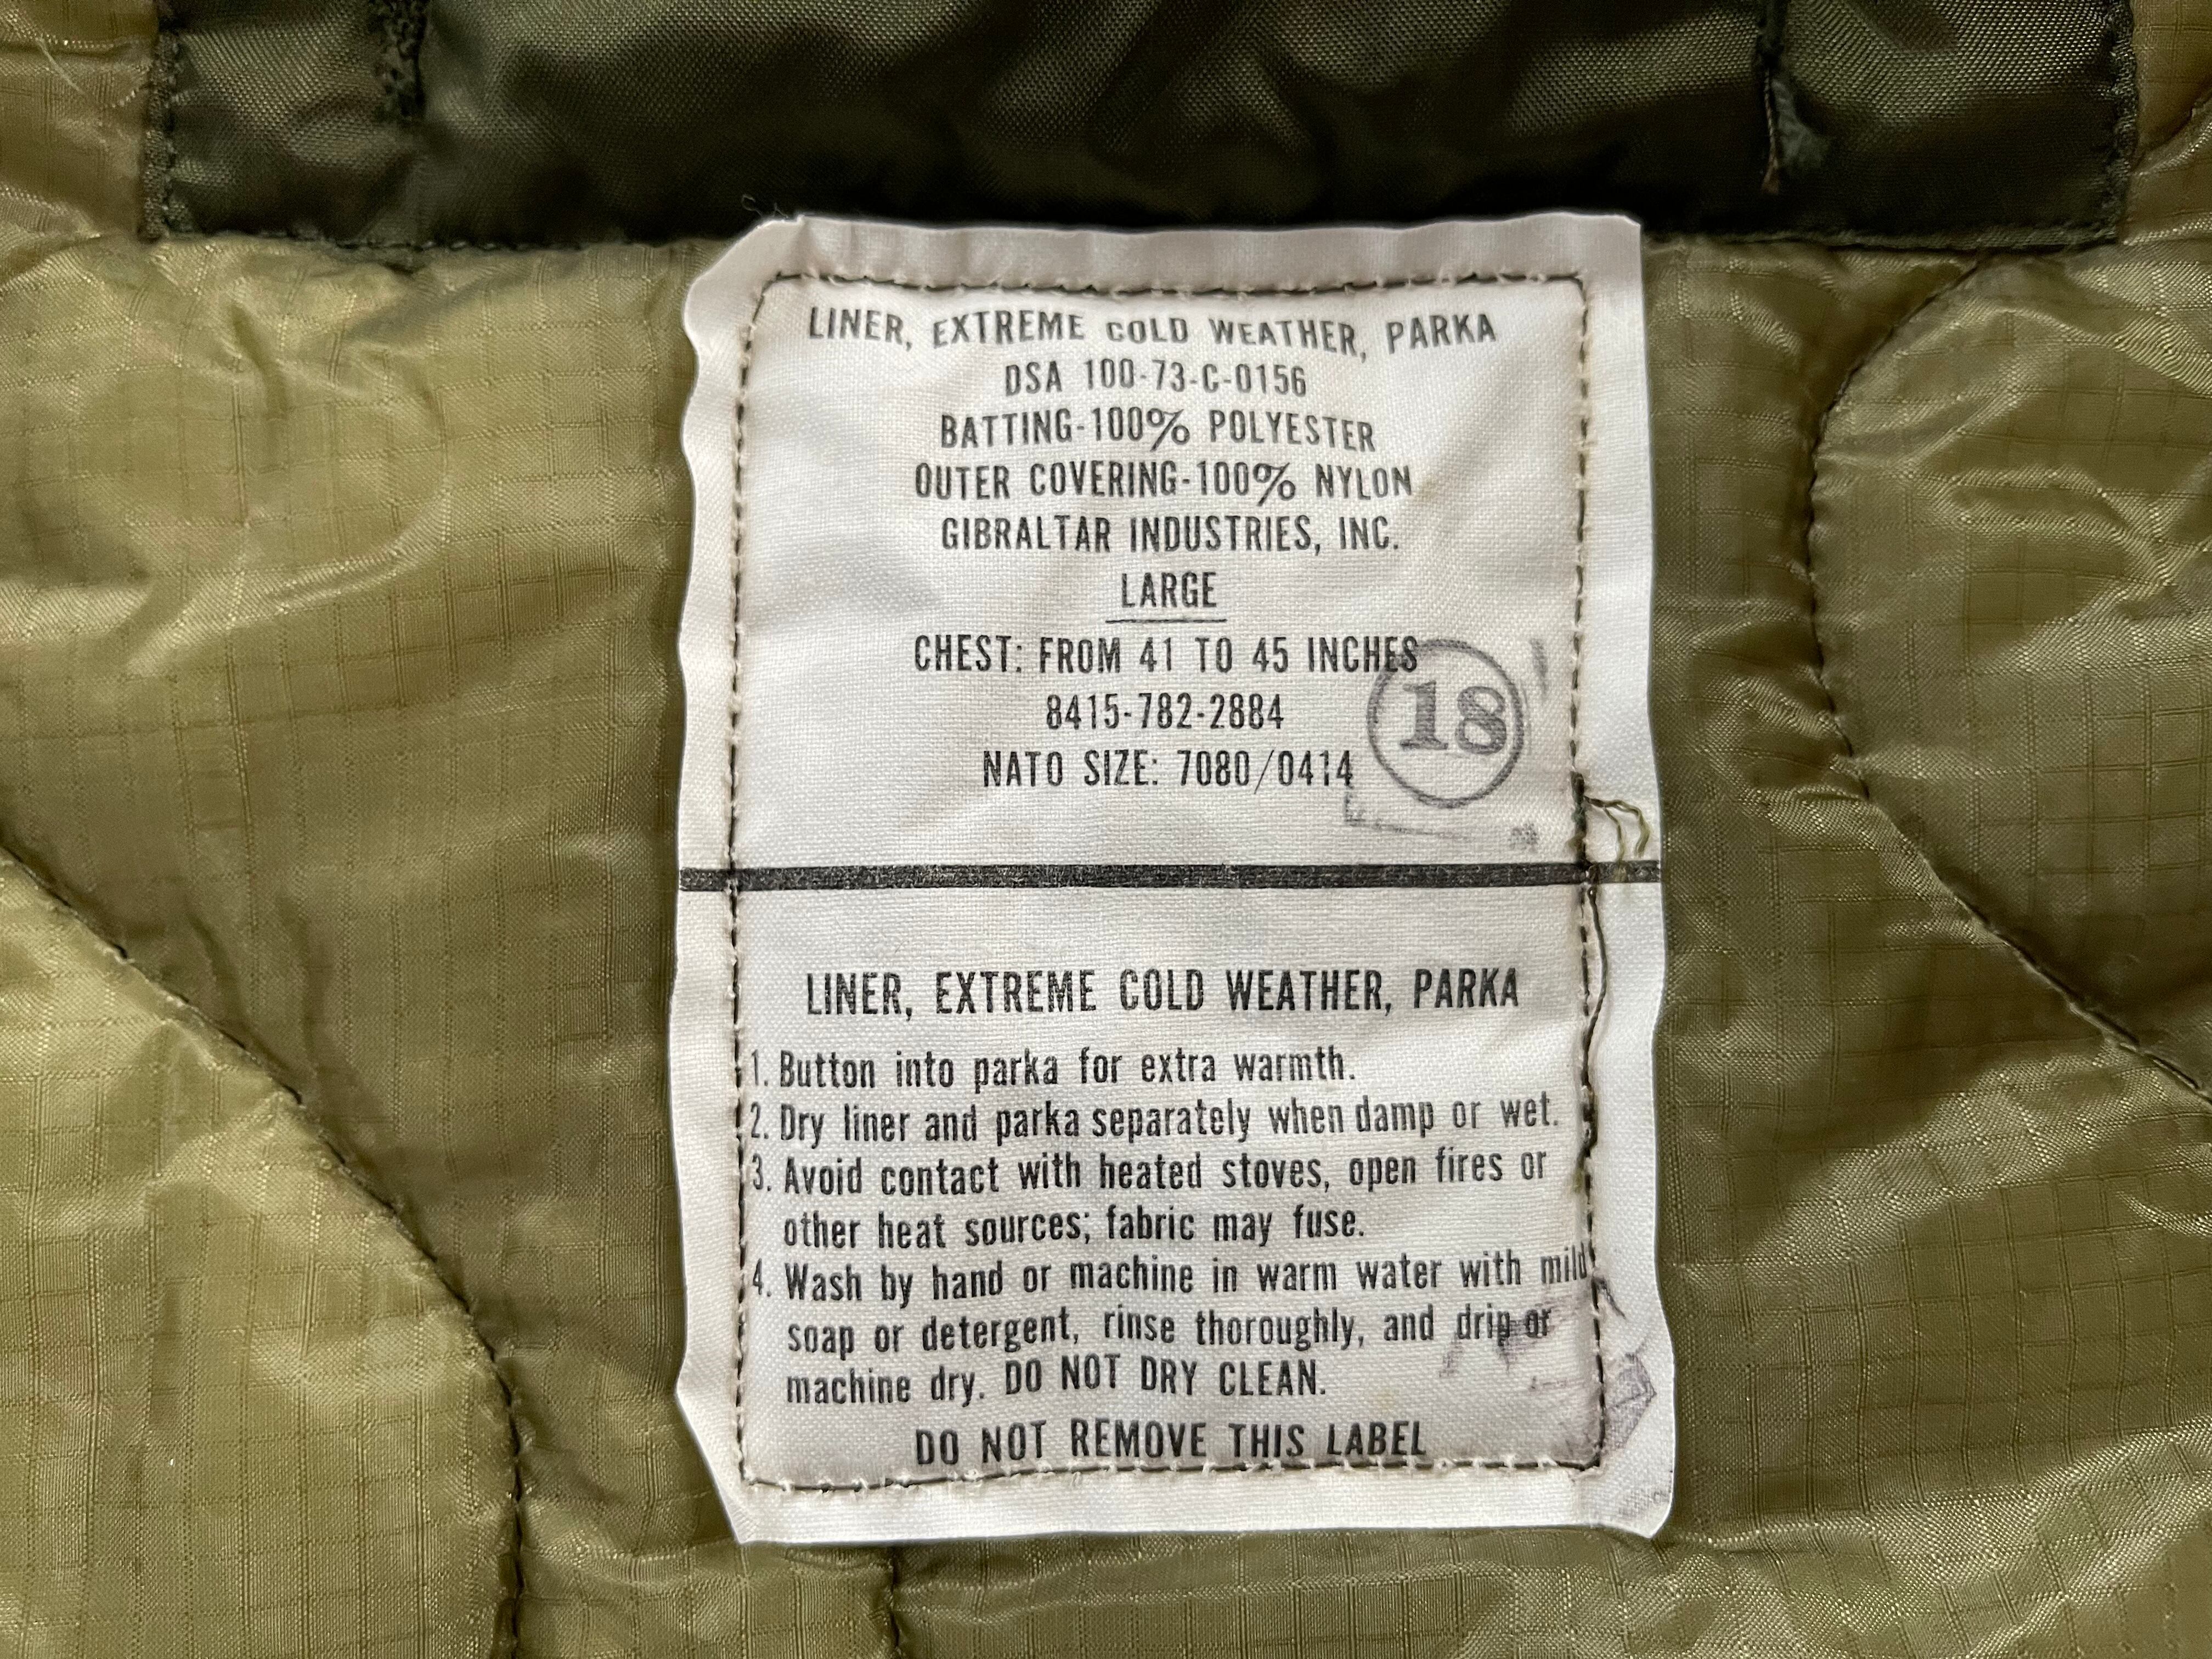 LINER, EXTREME COLD WEATHER, PARKA
DSA 100-73-C-0156
BATTING-100% POLYESTER
OUTER COVERING-100% NYLON
GIBRALTAR INDUSTRIES, INC.
LARGE
CHEST: FROM 41 TO 45 INCHES
8415-782-2884
18
NATO SIZE: 7080/0414
LINER, EXTREME COLD WEATHER, PARKA
1. Button into parka for extra warmth.
2. Dry liner and parka separately when damp or wet.
3. Avoid contact with heated stoves, open fires or
other heat sources; fabric may fuse.
4. Wash by hand or machine in warm water with mild
soap or detergent, rinse thoroughly, and drip or
machine dry. DO NOT DRY CLEAN.
DO NOT REMOVE THIS LABEL